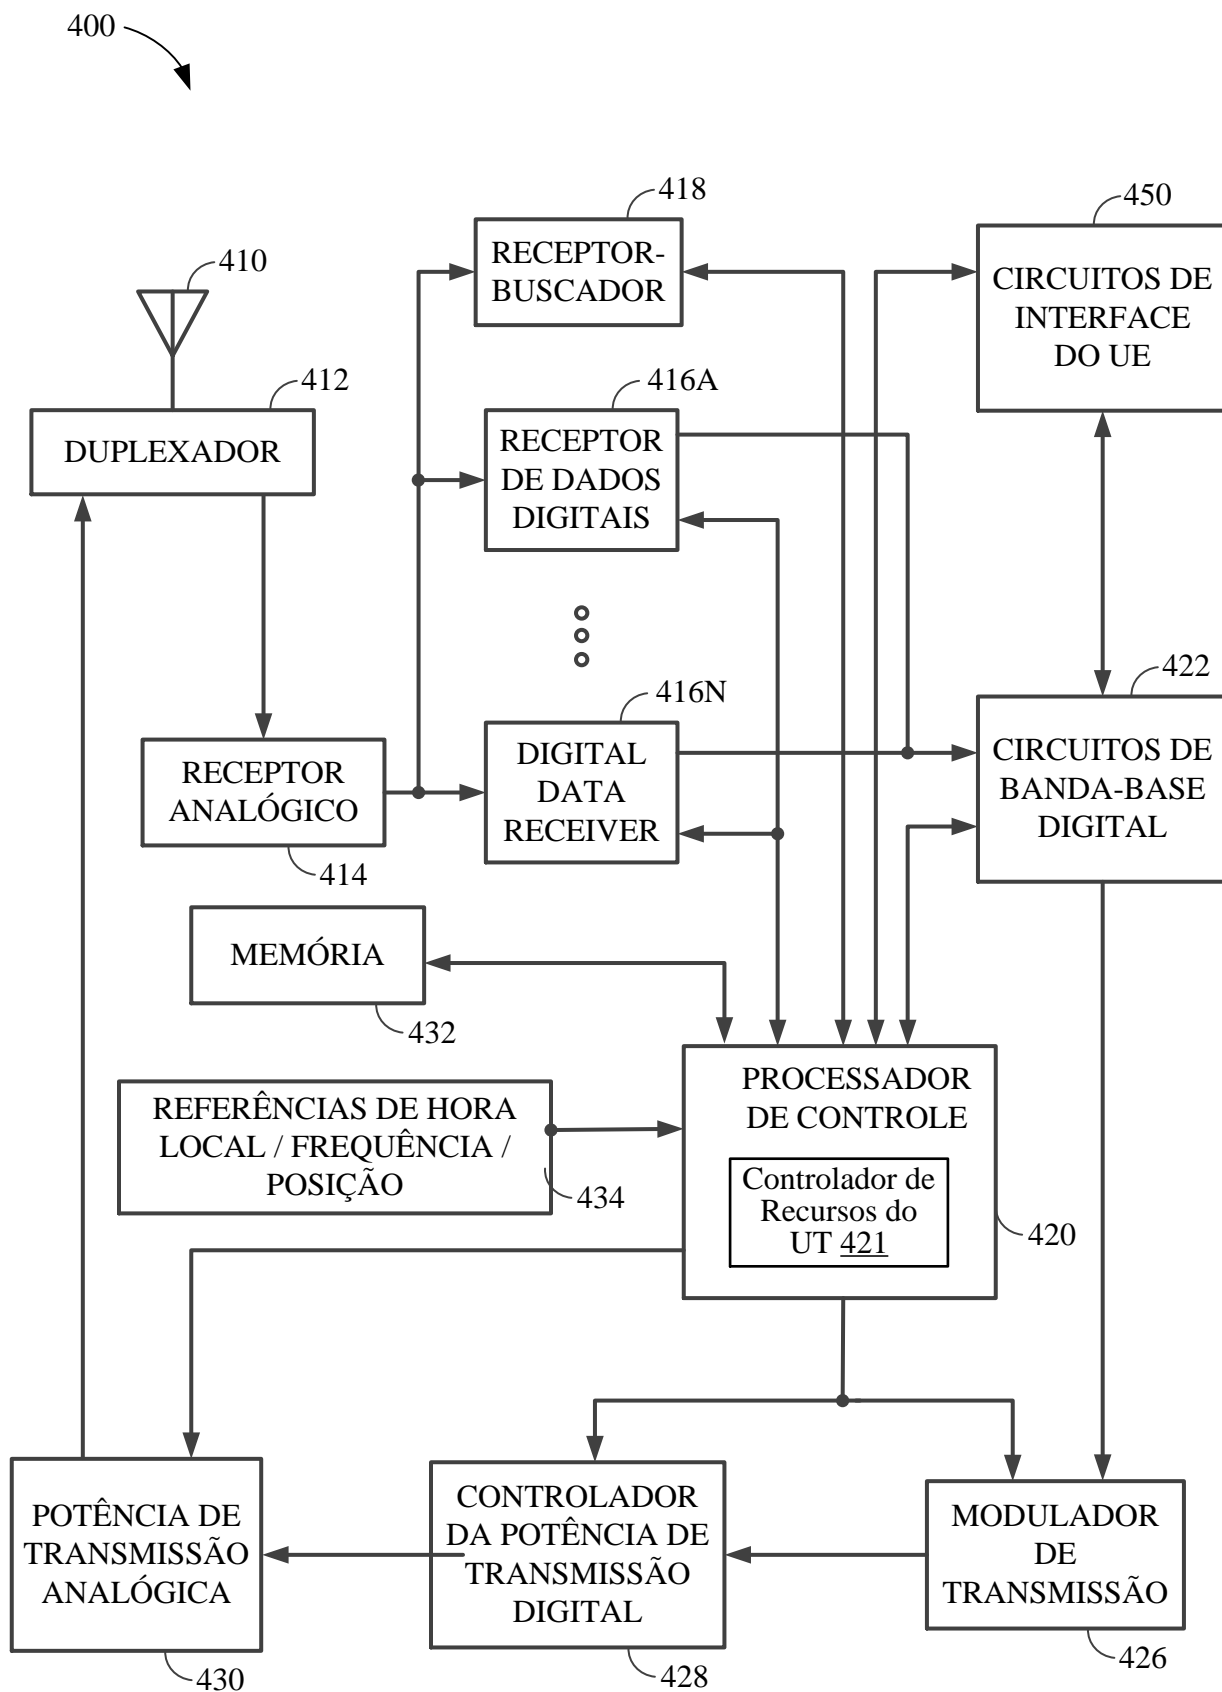 400
418
RECEPTOR-
BUSCADOR
450
CIRCUITOS DE
INTERFACE
DO UE
410
412
DUPLEXADOR
416A
RECEPTOR
DE DADOS
DIGITAIS
416N
DIGITAL
DATA
RECEIVER
422
CIRCUITOS DE
BANDA-BASE
DIGITAL
RECEPTOR
ANALÓGICO
414
MEMÓRIA
432
REFERÊNCIAS DE HORA
LOCAL / FREQUÊNCIA /
POSIÇÃO
434
PROCESSADOR
DE CONTROLE
Controlador de
Recursos do
UT 421
420
POTÊNCIA DE
TRANSMISSÃO
ANALÓGICA
430
CONTROLADOR
DA POTÊNCIA DE
TRANSMISSÃO
DIGITAL
428
MODULADOR
DE
TRANSMISSÃO
426